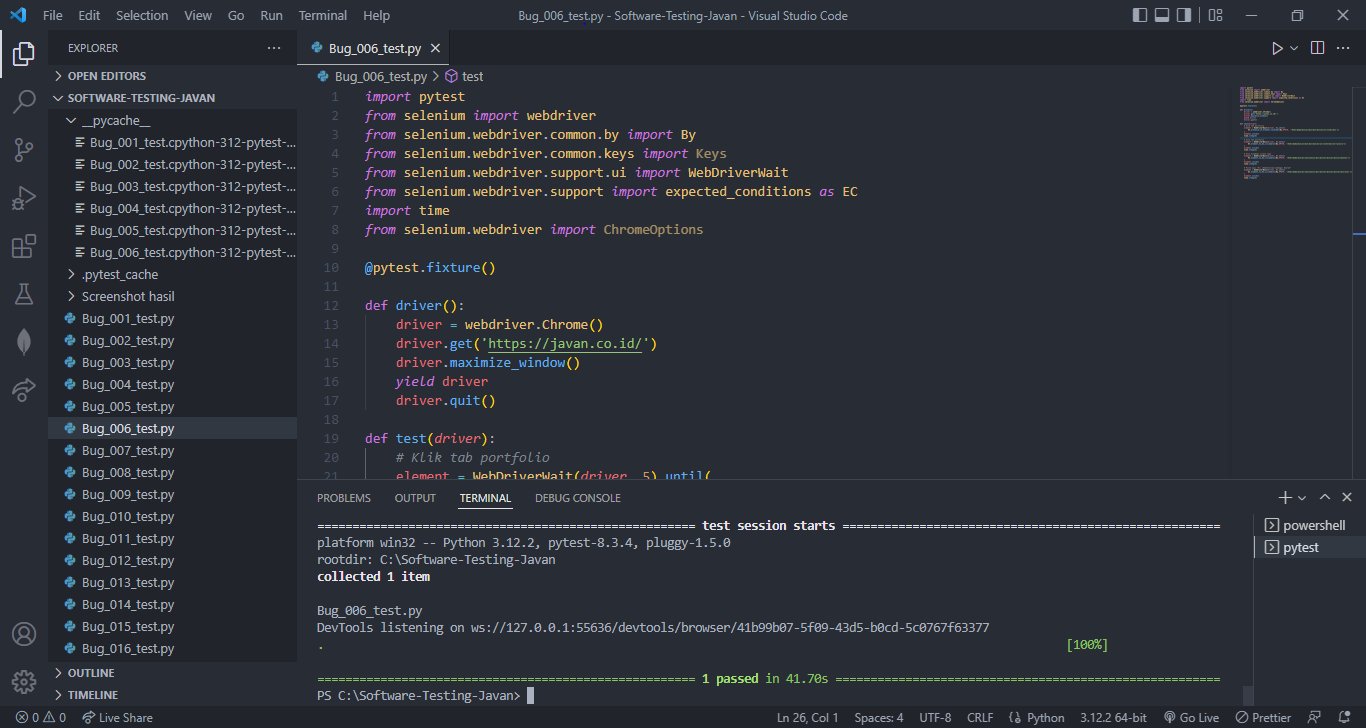 File Edit Selection View Go Run Terminal Help
Bug_006_test.py - Software-Testing-Javan - Visual Studio Code
EXPLORER
OPEN EDITORS
SOFTWARE-TESTING-JAVAN
__pycache__
Bug_001_test.cpython-312-pytest-...
Bug_002_test.cpython-312-pytest-...
Bug_003_test.cpython-312-pytest-...
Bug_004_test.cpython-312-pytest-...
Bug_005_test.cpython-312-pytest-...
Bug_006_test.cpython-312-pytest-...
.pytest_cache
Screenshot hasil
Bug_001_test.py
Bug_002_test.py
Bug_003_test.py
Bug_004_test.py
Bug_005_test.py
Bug_006_test.py
Bug_007_test.py
Bug_008_test.py
Bug_009_test.py
Bug_010_test.py
Bug_011_test.py
Bug_012_test.py
Bug_013_test.py
Bug_014_test.py
Bug_015_test.py
Bug_016_test.py
OUTLINE
TIMELINE
Bug_006_test.py
Bug_006_test.py > test
1 import pytest
2 from selenium import webdriver
3 from selenium.webdriver.common.by import By
4 from selenium.webdriver.common.keys import Keys
5 from selenium.webdriver.support.ui import WebDriverWait
6 from selenium.webdriver.support import expected_conditions as EC
7 import time
8 from selenium.webdriver import ChromeOptions
9
10 @pytest.fixture()
11
12 def driver():
13 driver = webdriver.Chrome()
14 driver.get('https://javan.co.id/')
15 driver.maximize_window()
16 yield driver
17 driver.quit()
18
19 def test(driver):
20 # Klik tab portfolio
21 element = WebDriverWait(driver, 5).until(
PROBLEMS OUTPUT TERMINAL DEBUG CONSOLE
====================================================== test session starts ======================================================
platform win32 -- Python 3.12.2, pytest-8.3.4, pluggy-1.5.0
rootdir: C:\Software-Testing-Javan
collected 1 item
Bug_006_test.py
DevTools listening on ws://127.0.0.1:55636/devtools/browser/41b99b07-5f09-43d5-b0cd-5c0767f63377
. [100%]
====================================================== 1 passed in 41.70s =======================================================
PS C:\Software-Testing-Javan>
powershell
pytest
0 0 Live Share
Ln 26, Col 1 Spaces: 4 UTF-8 CRLF Python 3.12.2 64-bit Go Live Prettier